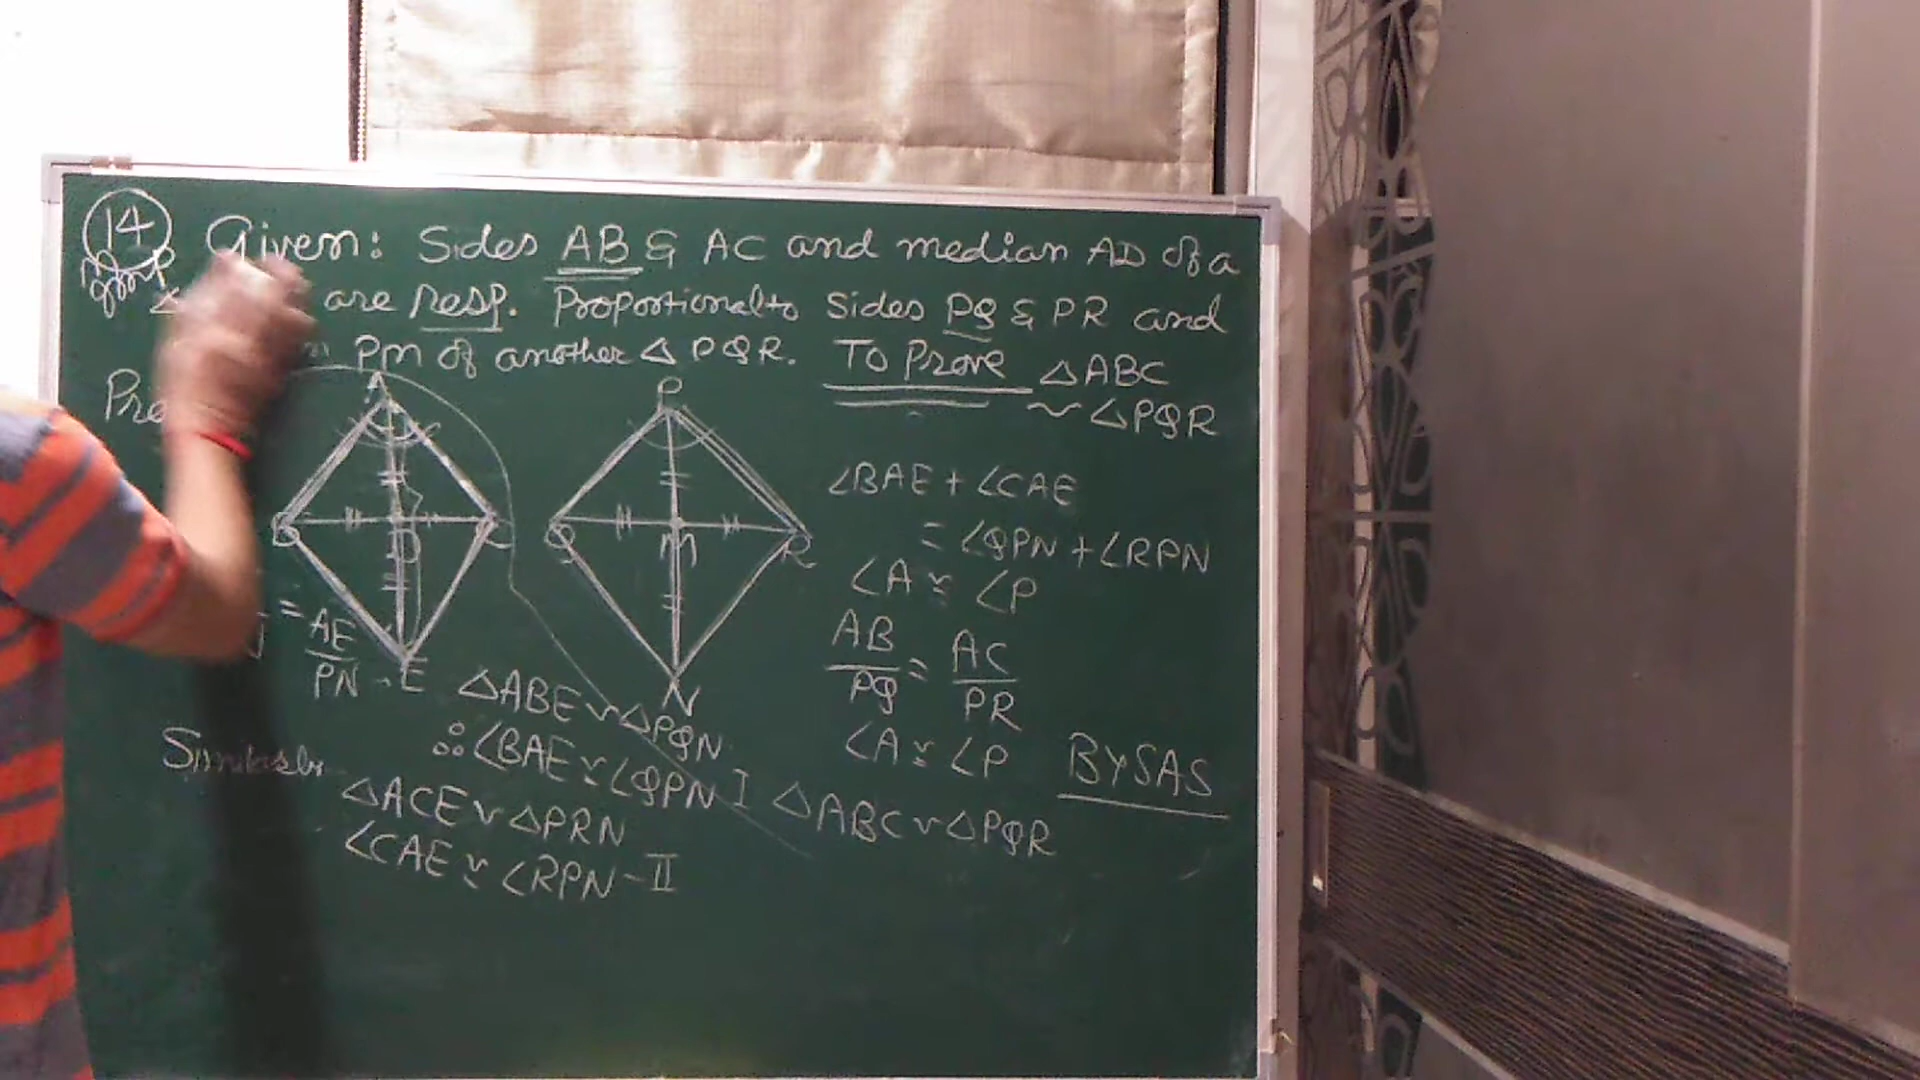 14 Given: Sides AB & AC and median AD of a
△ are resp. Proportional to Sides PQ & PR and
PM of another △ PQR. To Prove △ABC
~ △PQR
A
P
B
D
C
Q
M
R
E
N
= AE/PN
△ABE ~ △PQN
∴ ∠BAE ≅ ∠QPN I
Similarly
△ACE ~ △PRN
∠CAE ≅ ∠RPN - II
∠BAE + ∠CAE
= ∠QPN + ∠RPN
∠A ≅ ∠P
AB/PQ = AC/PR
∠A ≅ ∠P BY SAS
△ABC ~ △PQR